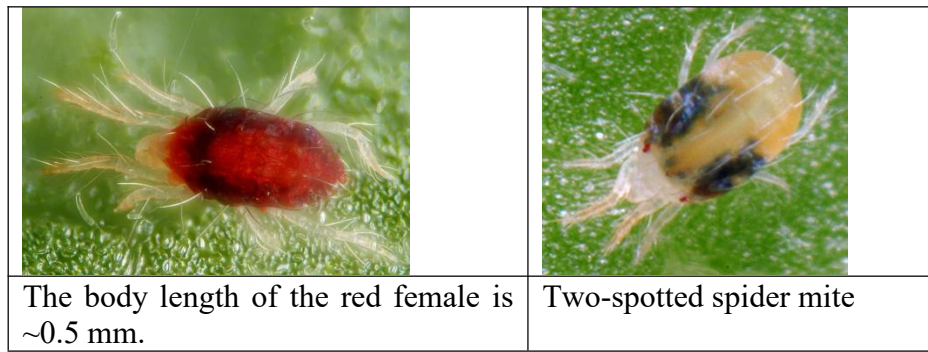 The body length of the red female is
~0.5 mm.
Two-spotted spider mite